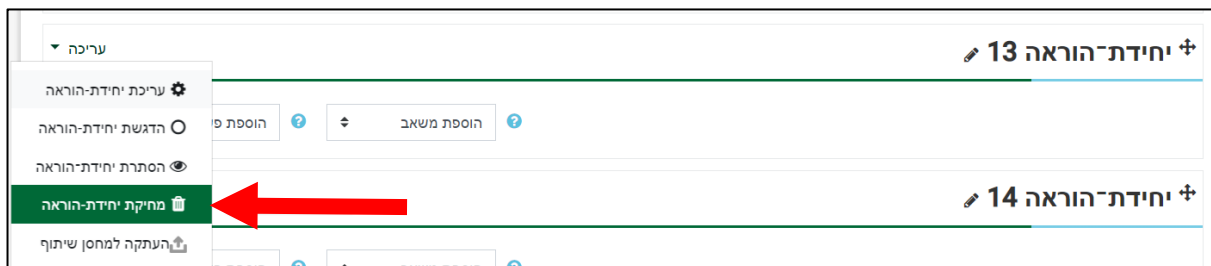 יחידת־הוראה 13
עריכה
עריכת יחידת-הוראה
הדגשת יחידת-הוראה
הסתרת יחידת־הוראה
מחיקת יחידת-הוראה
העתקה למחסן שיתוף
הוספת משאב
הוספת
יחידת־הוראה 14